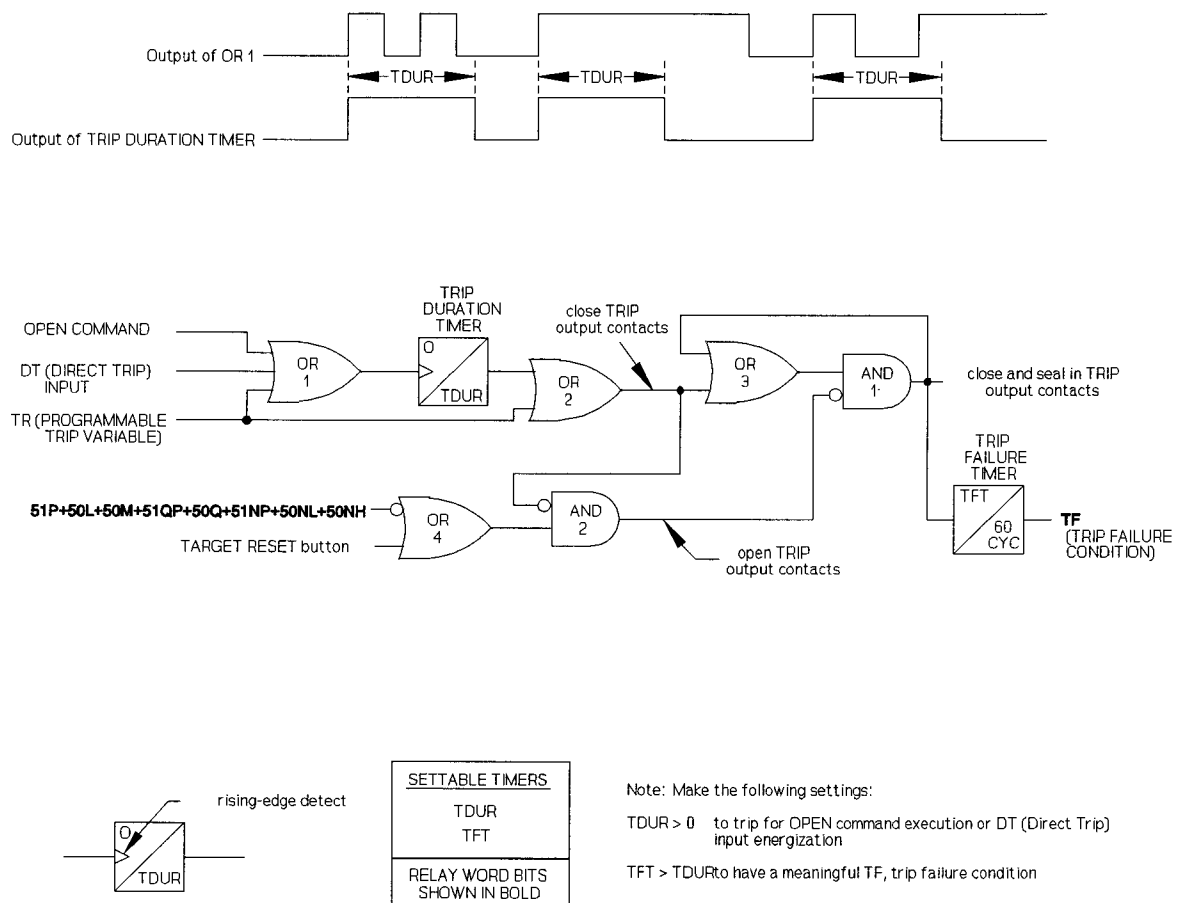 Output of OR 1
TDUR
TDUR
TDUR
Output of TRIP DURATION TIMER
TRIP
DURATION
TIMER
close TRIP
output contacts
OPEN COMMAND
DT (DIRECT TRIP)
INPUT
TR (PROGRAMMABLE
TRIP VARIABLE)
OR
1
0
TDUR
OR
2
OR
3
AND
1
close and seal in TRIP
output contacts
51P+50L+50M+51QP+50Q+51NP+50NL+50NH
TARGET RESET button
OR
4
AND
2
open TRIP
output contacts
TRIP
FAILURE
TIMER
TFT
60
CYC
TF
(TRIP FAILURE
CONDITION)
rising-edge detect
0
TDUR
SETTABLE TIMERS
TDUR
TFT
RELAY WORD BITS
SHOWN IN BOLD
Note: Make the following settings:
TDUR > 0 to trip for OPEN command execution or DT (Direct Trip)
input energization
TFT > TDUR to have a meaningful TF, trip failure condition